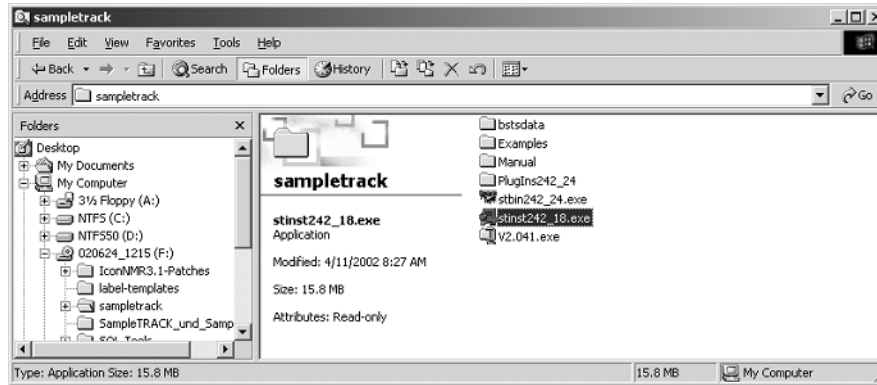 sampletrack
File Edit View Favorites Tools Help
Back Search Folders History
Address sampletrack Go
Folders
Desktop
My Documents
My Computer
3½ Floppy (A:)
NTFS (C:)
NTFS50 (D:)
020624_1215 (F:)
IconNMR3.1-Patches
label-templates
sampletrack
SampleTRACK_und_Samp
SQL Tools
sampletrack
stinst242_18.exe
Application
Modified: 4/11/2002 8:27 AM
Size: 15.8 MB
Attributes: Read-only
bstsdata
Examples
Manual
PlugIns242_24
stbin242_24.exe
stinst242_18.exe
V2.041.exe
Type: Application Size: 15.8 MB 15.8 MB My Computer